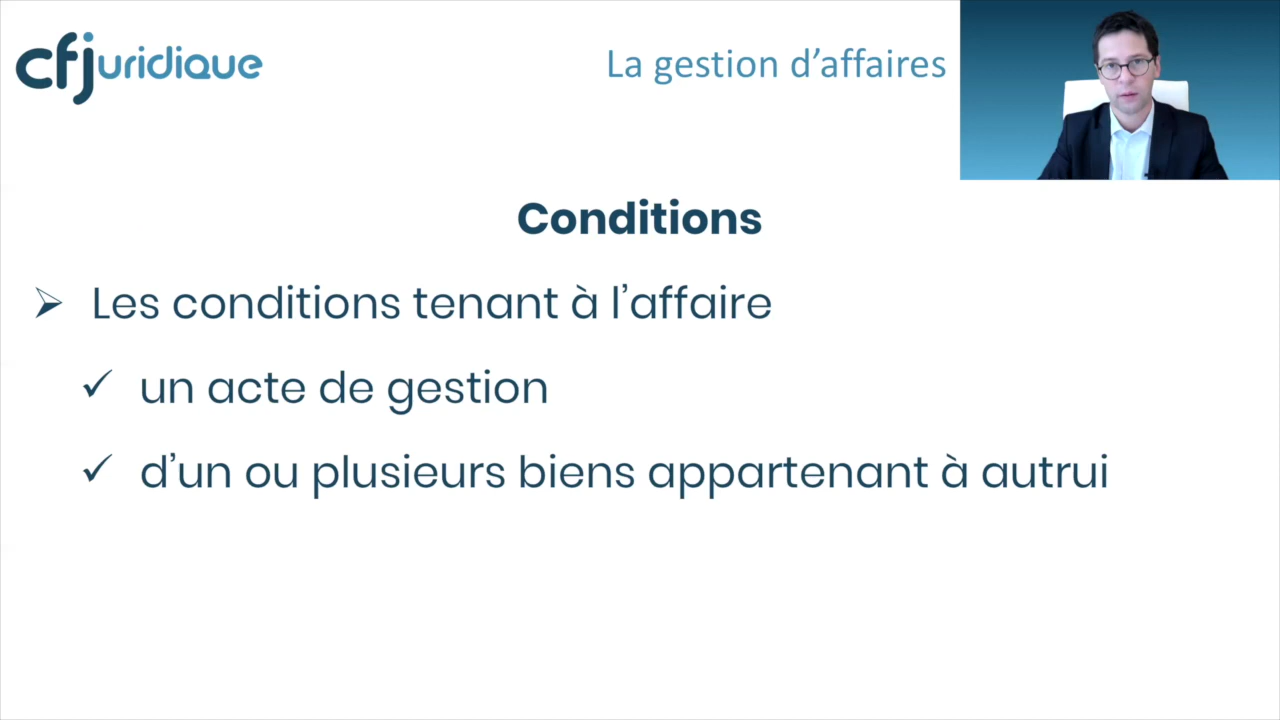 cfjuridique
La gestion d’affaires
Conditions
➢ Les conditions tenant à l’affaire
✓ un acte de gestion
✓ d’un ou plusieurs biens appartenant à autrui